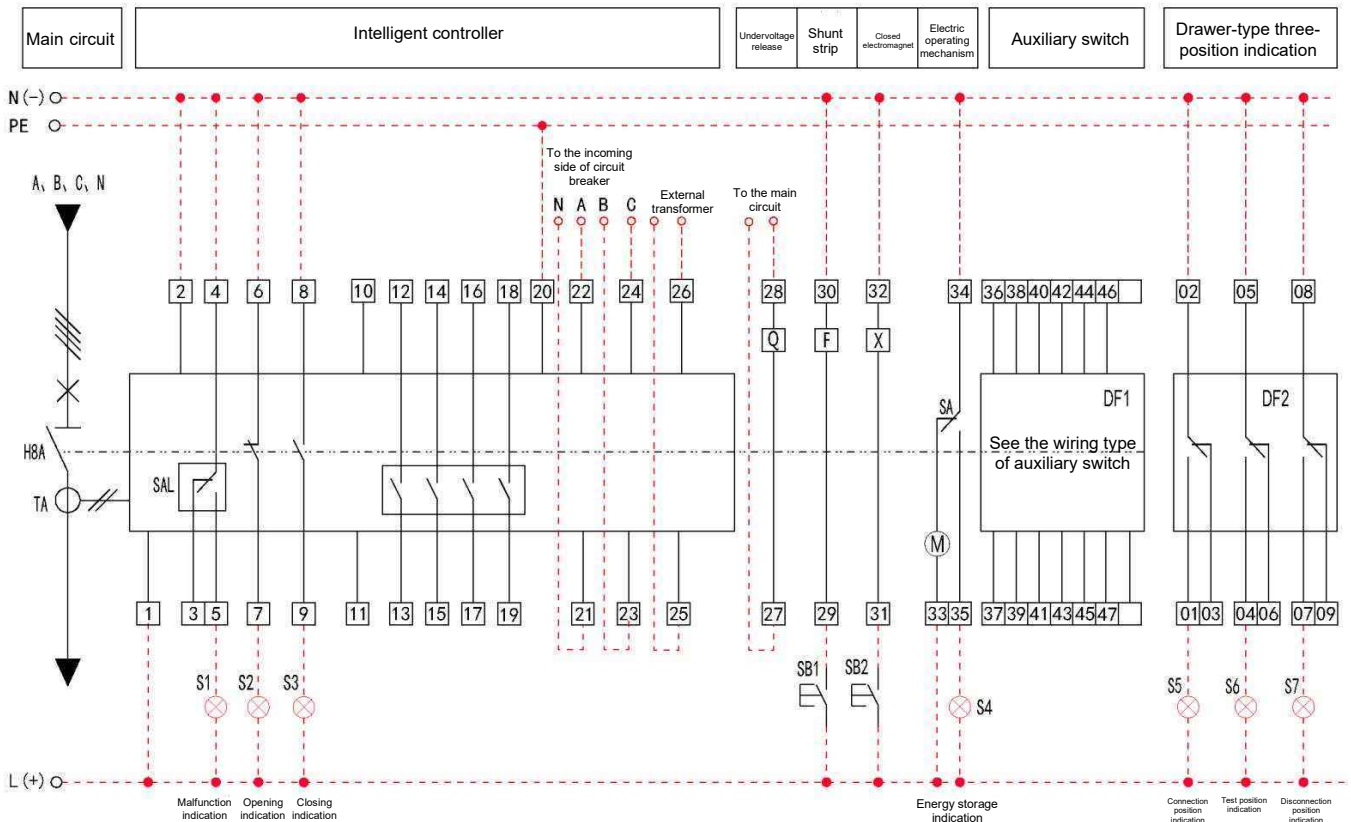 Main circuit
Intelligent controller
Undervoltage
release
Shunt
strip
Closed
electromagnet
Electric
operating
mechanism
Auxiliary switch
Drawer-type three-
position indication
N (-)
PE
A、B、C、N
To the incoming
side of circuit
breaker
N A B C
External
transformer
To the main
circuit
2 4 6 8 10 12 14 16 18 20 22 24 26 28 30 32 34 36 38 40 42 44 46 02 05 08
Q F X
SA
DF1
DF2
See the wiring type
of auxiliary switch
H8A
SAL
TA
M
1 3 5 7 9 11 13 15 17 19 21 23 25 27 29 31 33 35 37 39 41 43 45 47 01 03 04 06 07 09
SB1 SB2
S1 S2 S3 S4 S5 S6 S7
L (+)
Malfunction
indication
Opening
indication
Closing
indication
Energy storage
indication
Connection
position
indication
Test position
indication
Disconnection
position
indication